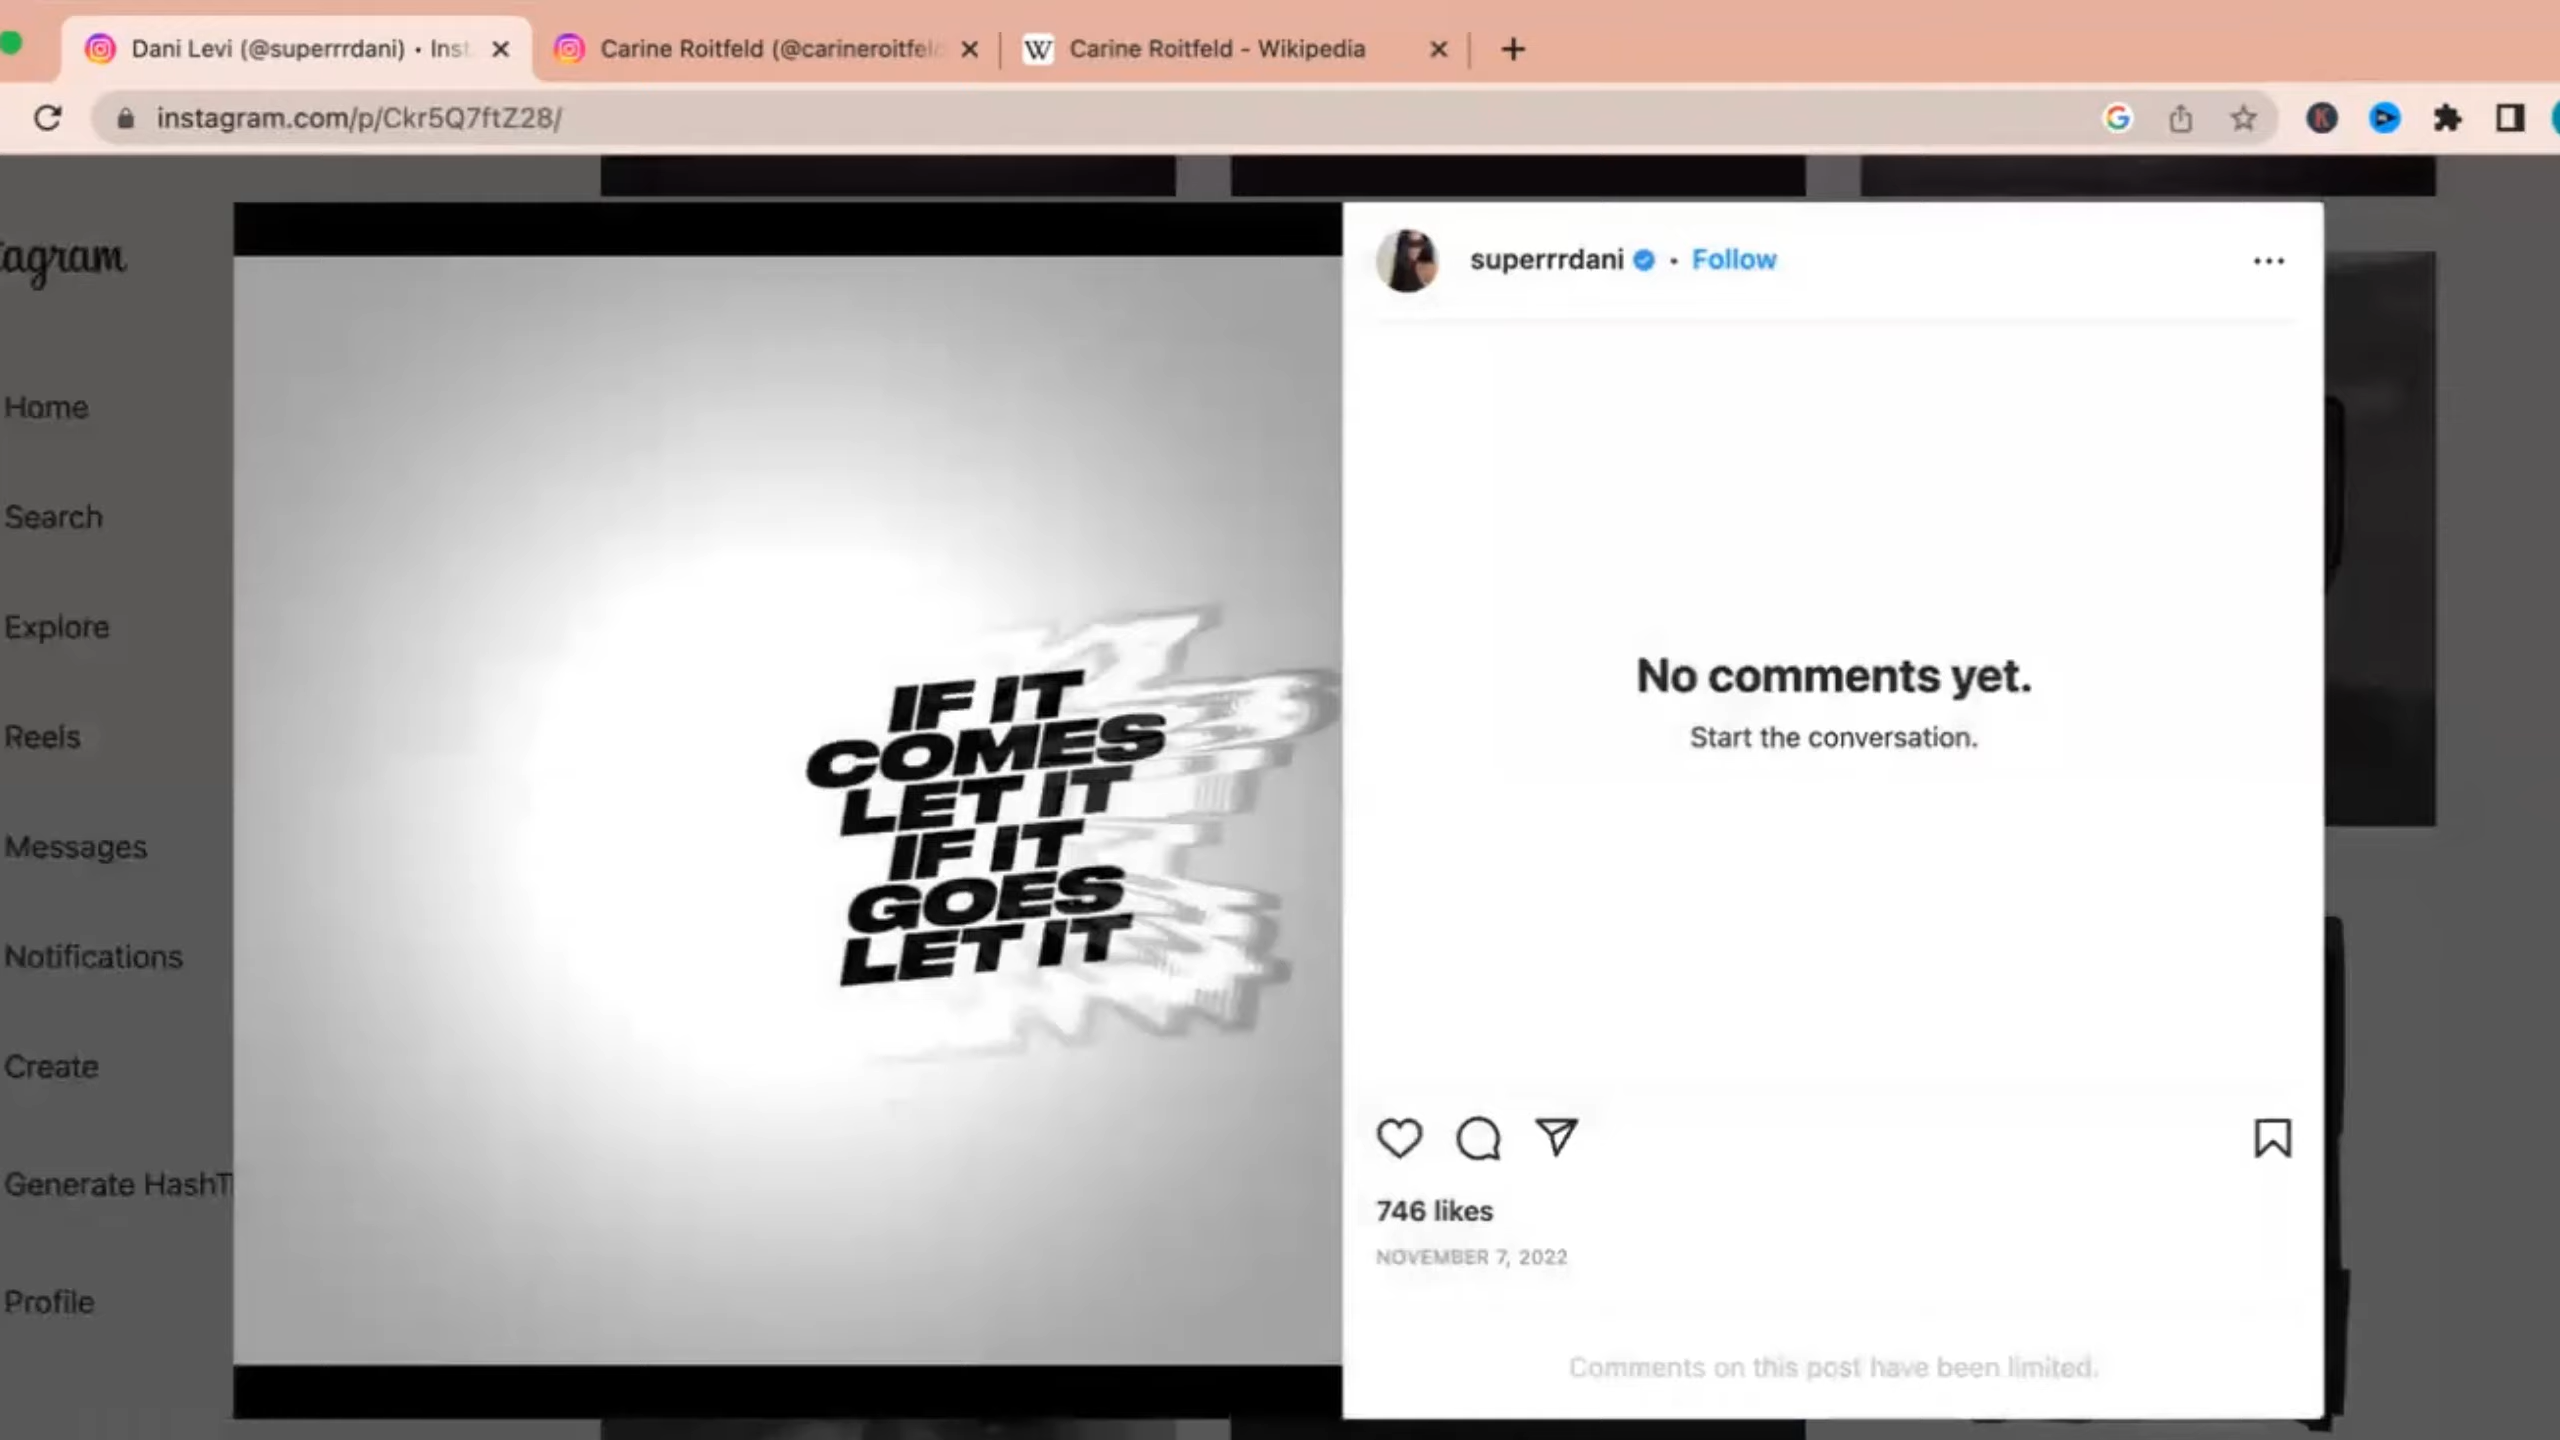 Dani Levi (@superrrdani) • Inst
Carine Roitfeld (@carineroitfel
Carine Roitfeld - Wikipedia
instagram.com/p/Ckr5Q7ftZ28/
tagram
Home
Search
Explore
Reels
Messages
Notifications
Create
Generate HashT
Profile
IF IT
COMES
LET IT
IF IT
GOES
LET IT
superrrdani • Follow
No comments yet.
Start the conversation.
746 likes
NOVEMBER 7, 2022
Comments on this post have been limited.